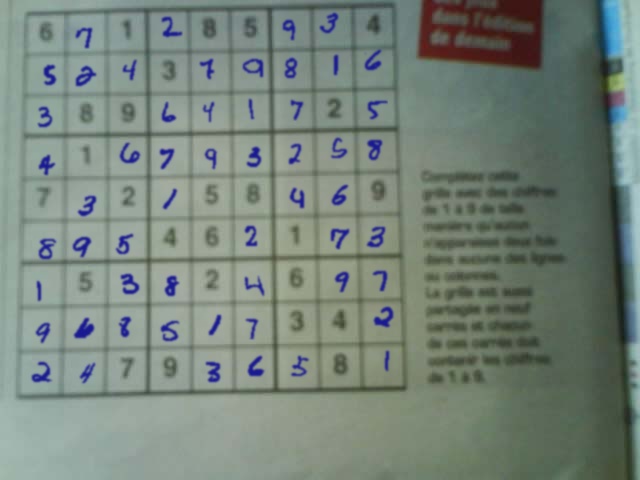 dans l'édition
de demain
6 7 1 2 8 5 9 3 4
5 2 4 3 7 9 8 1 6
3 8 9 6 4 1 7 2 5
4 1 6 7 9 3 2 5 8
7 3 2 1 5 8 4 6 9
8 9 5 4 6 2 1 7 3
1 5 3 8 2 4 6 9 7
9 6 8 5 1 7 3 4 2
2 4 7 9 3 6 5 8 1
Complétez cette
grille avec des chiffres
de 1 à 9 de telle
manière qu'aucun
n'apparaisse deux fois
dans aucune des lignes
ou colonnes.
La grille est aussi
partagée en neuf
carrés et chacun
de ces carrés doit
contenir les chiffres
de 1 à 9.